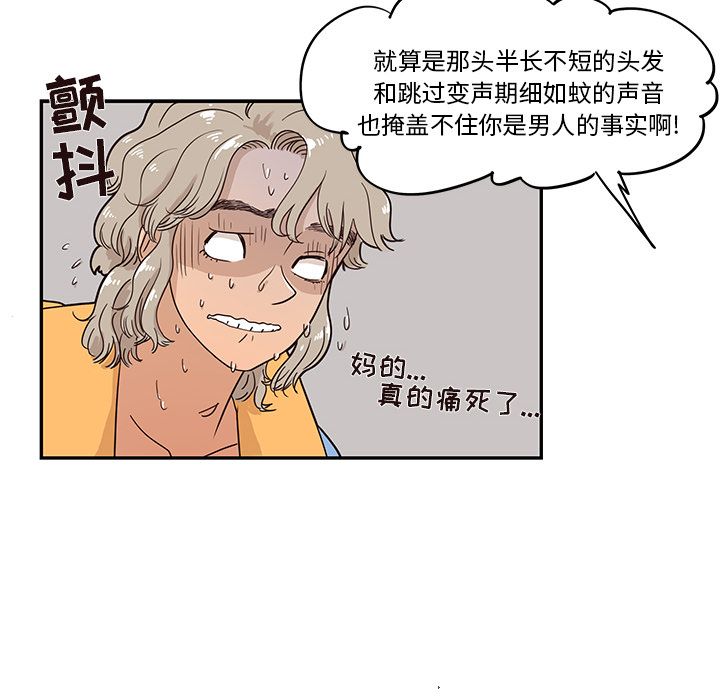 就算是那头半长不短的头发
和跳过变声期细如蚊的声音
也掩盖不住你是男人的事实啊!
颤抖
妈的...
真的痛死了...